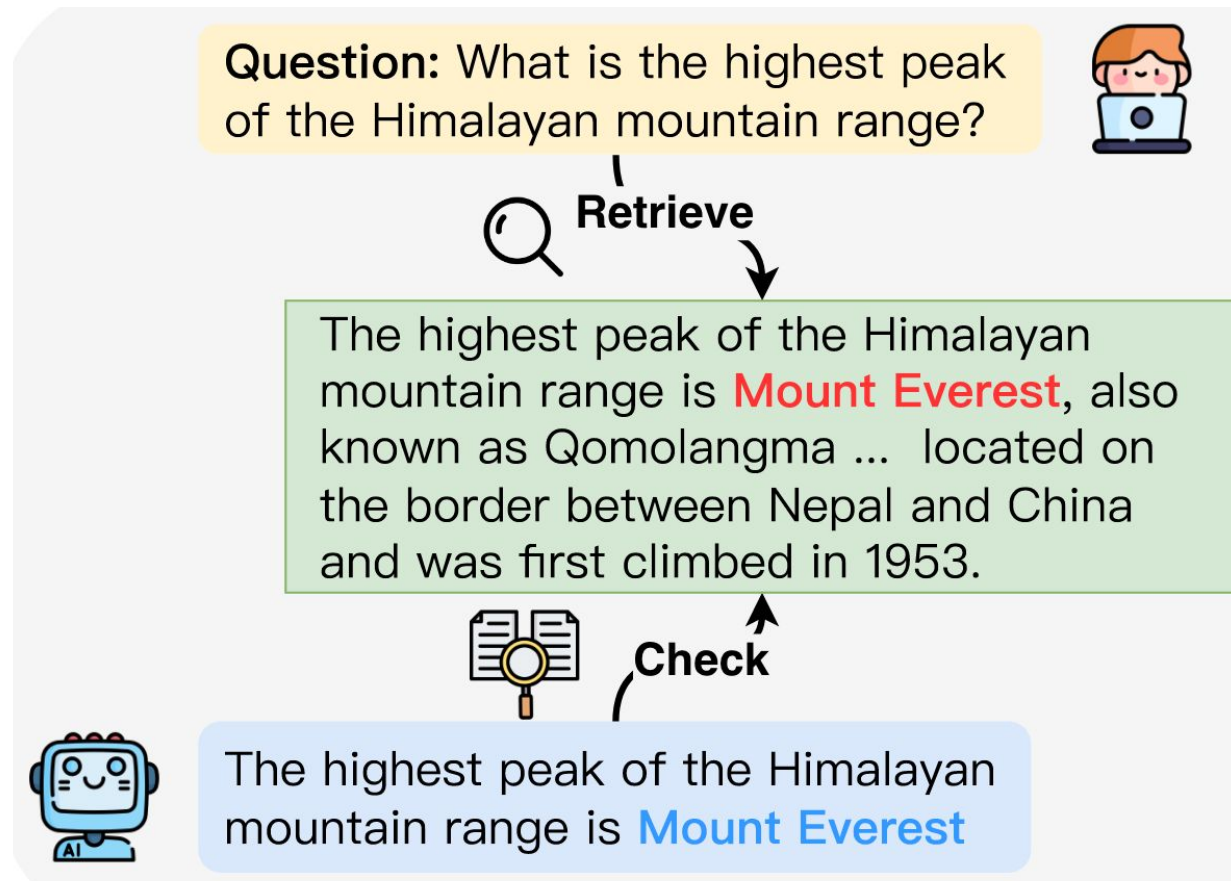 Question: What is the highest peak
of the Himalayan mountain range?
Retrieve
The highest peak of the Himalayan
mountain range is Mount Everest, also
known as Qomolangma ... located on
the border between Nepal and China
and was first climbed in 1953.
Check
The highest peak of the Himalayan
mountain range is Mount Everest
AI